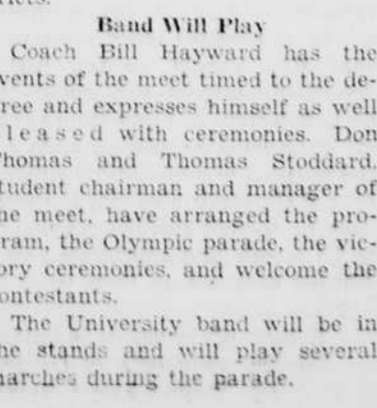 ricts.
Band Will Play
Coach Bill Hayward has the
vents of the meet timed to the de-
ree and expresses himself as well
leased with ceremonies. Don
Thomas and Thomas Stoddard,
tudent chairman and manager of
he meet, have arranged the pro-
ram, the Olympic parade, the vic-
ory ceremonies, and welcome the
ontestants.
The University band will be in
he stands and will play several
marches during the parade.